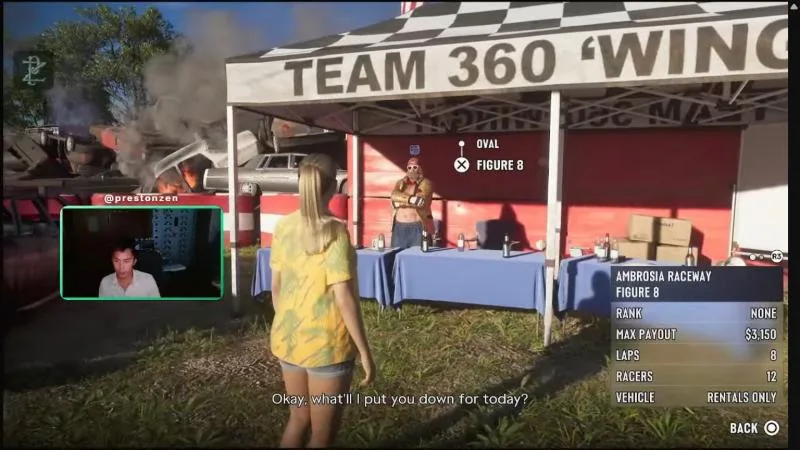 TEAM 360 'WING
OVAL
FIGURE 8
@prestonzen
R3
AMBROSIA RACEWAY
FIGURE 8
RANK NONE
MAX PAYOUT $3,150
LAPS 8
RACERS 12
VEHICLE RENTALS ONLY
Okay, what'll I put you down for today?
BACK